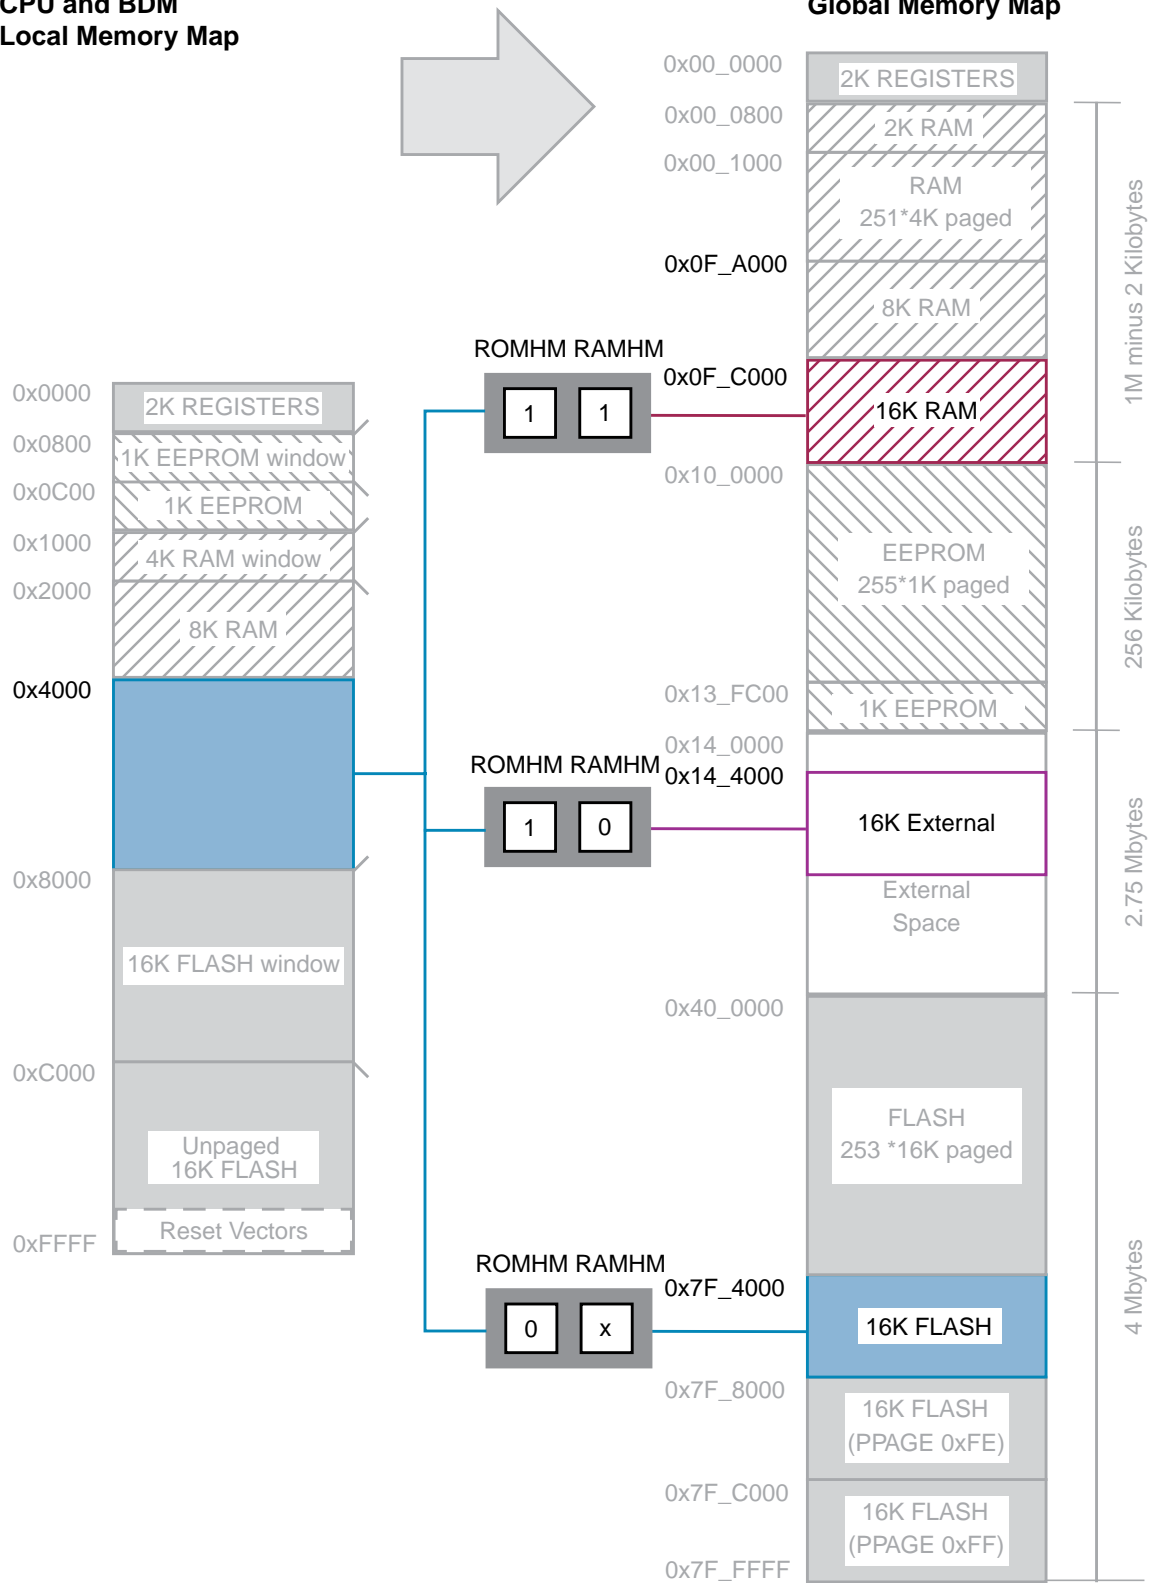 CPU and BDM
Local Memory Map
Global Memory Map
0x0000
2K REGISTERS
0x0800
1K EEPROM window
0x0C00
1K EEPROM
0x1000
4K RAM window
0x2000
8K RAM
0x4000
0x8000
16K FLASH window
0xC000
Unpaged
16K FLASH
Reset Vectors
0xFFFF
ROMHM RAMHM
1 1
ROMHM RAMHM
1 0
ROMHM RAMHM
0 x
0x00_0000
2K REGISTERS
0x00_0800
2K RAM
0x00_1000
RAM
251*4K paged
0x0F_A000
8K RAM
0x0F_C000
16K RAM
0x10_0000
EEPROM
255*1K paged
0x13_FC00
1K EEPROM
0x14_0000
0x14_4000
16K External
External
Space
0x40_0000
FLASH
253 *16K paged
0x7F_4000
16K FLASH
0x7F_8000
16K FLASH
(PPAGE 0xFE)
0x7F_C000
16K FLASH
(PPAGE 0xFF)
0x7F_FFFF
1M minus 2 Kilobytes
256 Kilobytes
2.75 Mbytes
4 Mbytes